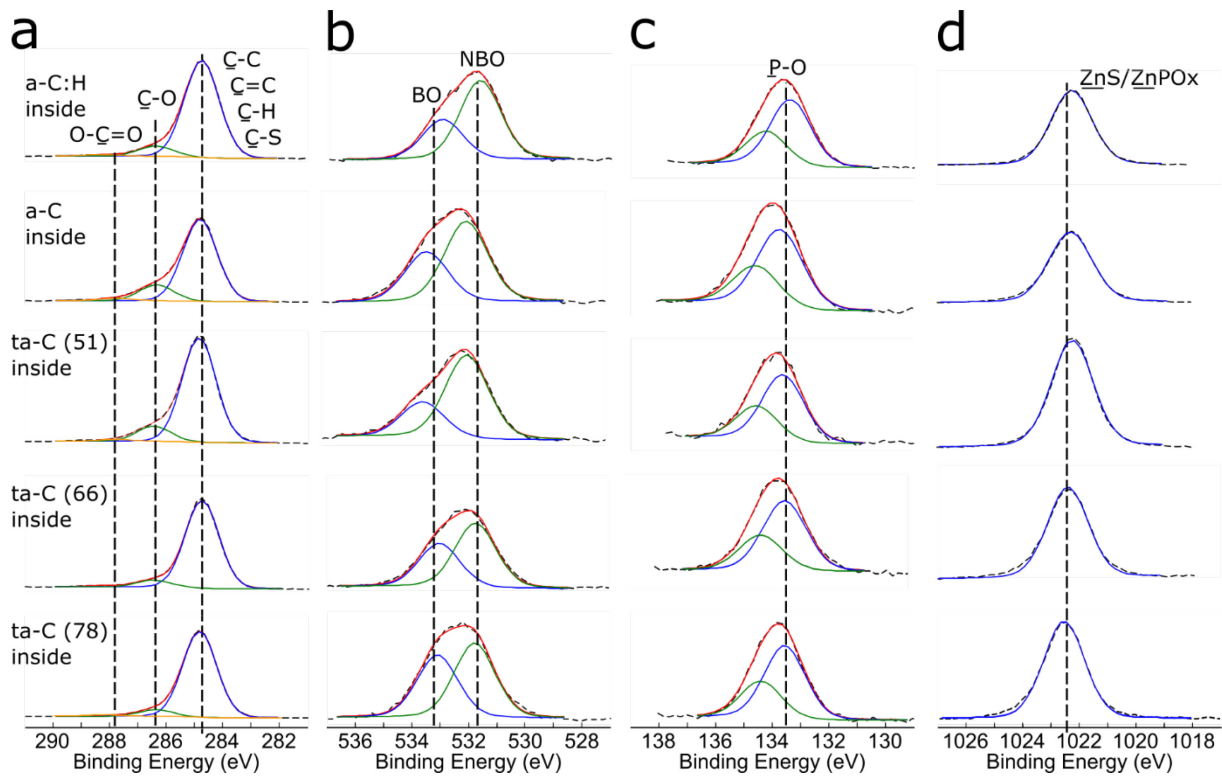 a
b
c
d
a-C:H
inside
O-C=O
C-O
C-C
C=C
C-H
C-S
BO
NBO
P-O
ZnS/ZnPOx
a-C
inside
ta-C (51)
inside
ta-C (66)
inside
ta-C (78)
inside
290 288 286 284 282
536 534 532 530 528
138 136 134 132 130
1026 1024 1022 1020 1018
Binding Energy (eV)
Binding Energy (eV)
Binding Energy (eV)
Binding Energy (eV)